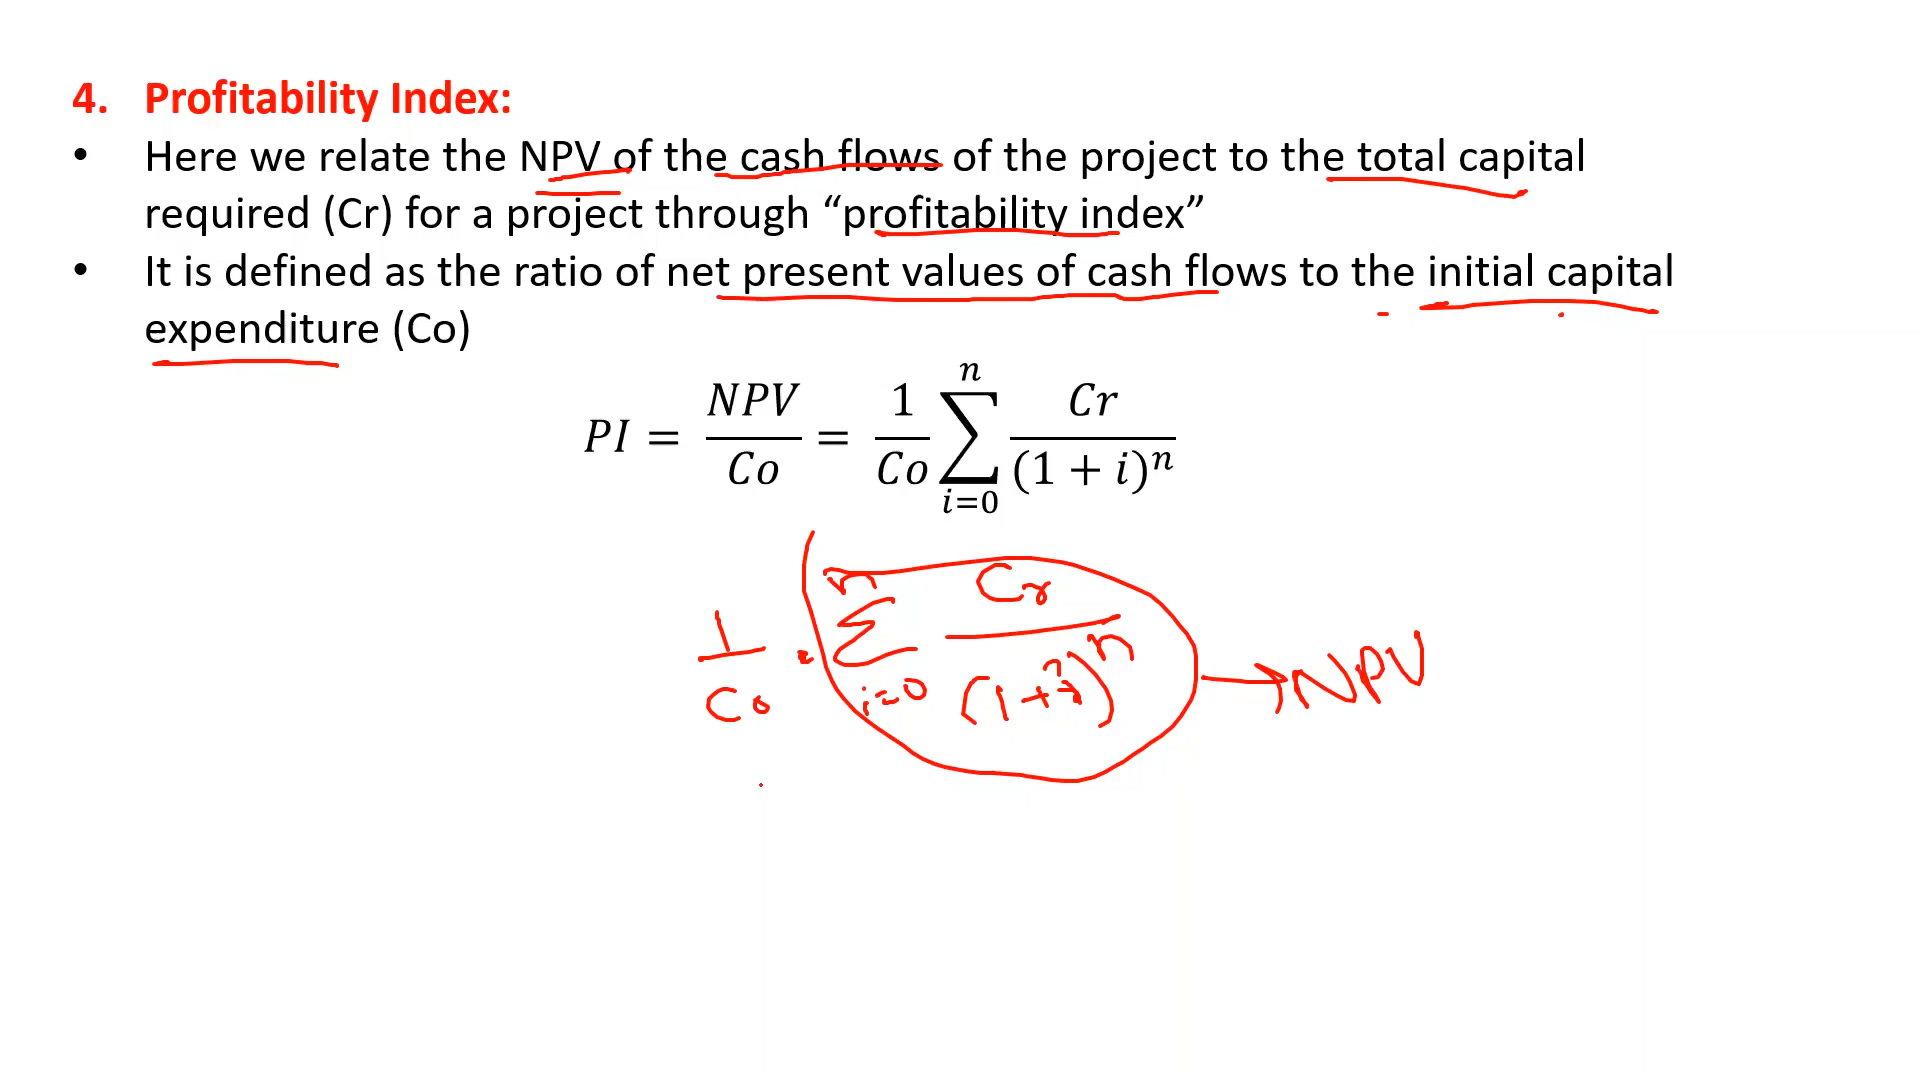 4. Profitability Index:
• Here we relate the NPV of the cash flows of the project to the total capital
required (Cr) for a project through “profitability index”
• It is defined as the ratio of net present values of cash flows to the initial capital
expenditure (Co)
PI = NPV/Co = 1/Co ∑_{i=0}^{n} Cr/(1 + i)^n
1/Co . ∑_{i=0}^{n} Cr/(1+i)^n → NPV